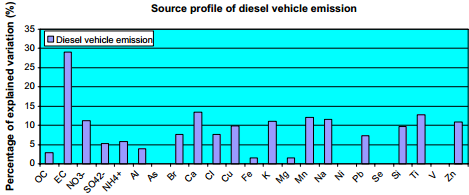 Source profile of diesel vehicle emission
Percentage of explained variation (%)
35
30
25
20
15
10
5
0
Diesel vehicle emission
OC
EC
NO3-
SO42-
NH4+
Al
As
Br
Ca
Cl
Cu
Fe
K
Mg
Mn
Na
Ni
Pb
Se
Si
Ti
V
Zn